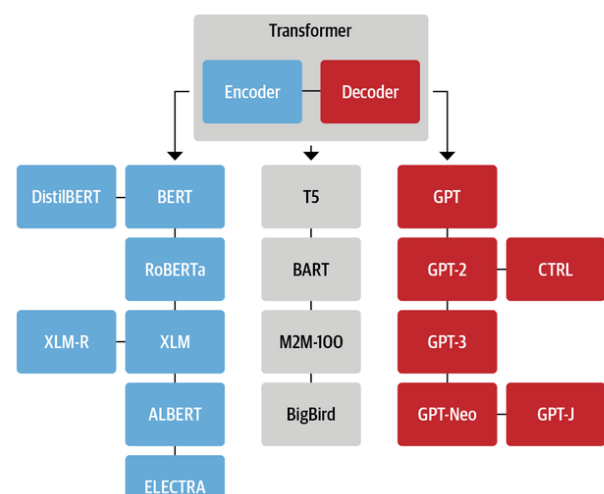 Transformer
Encoder
Decoder
DistilBERT
BERT
T5
GPT
RoBERTa
BART
GPT-2
CTRL
XLM-R
XLM
M2M-100
GPT-3
ALBERT
BigBird
GPT-Neo
GPT-J
ELECTRA